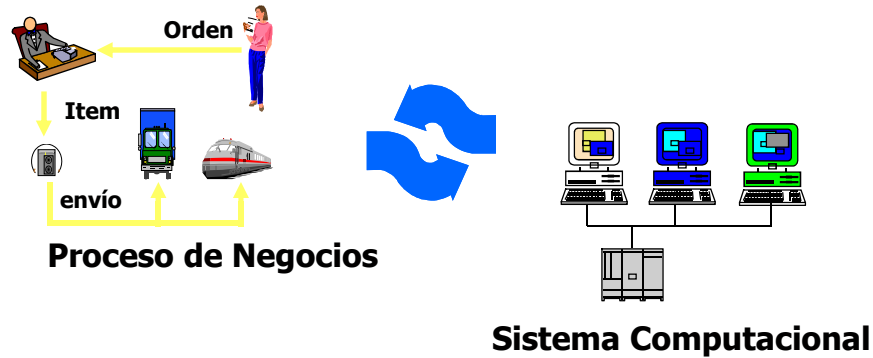 Orden
Item
envío
Proceso de Negocios
Sistema Computacional